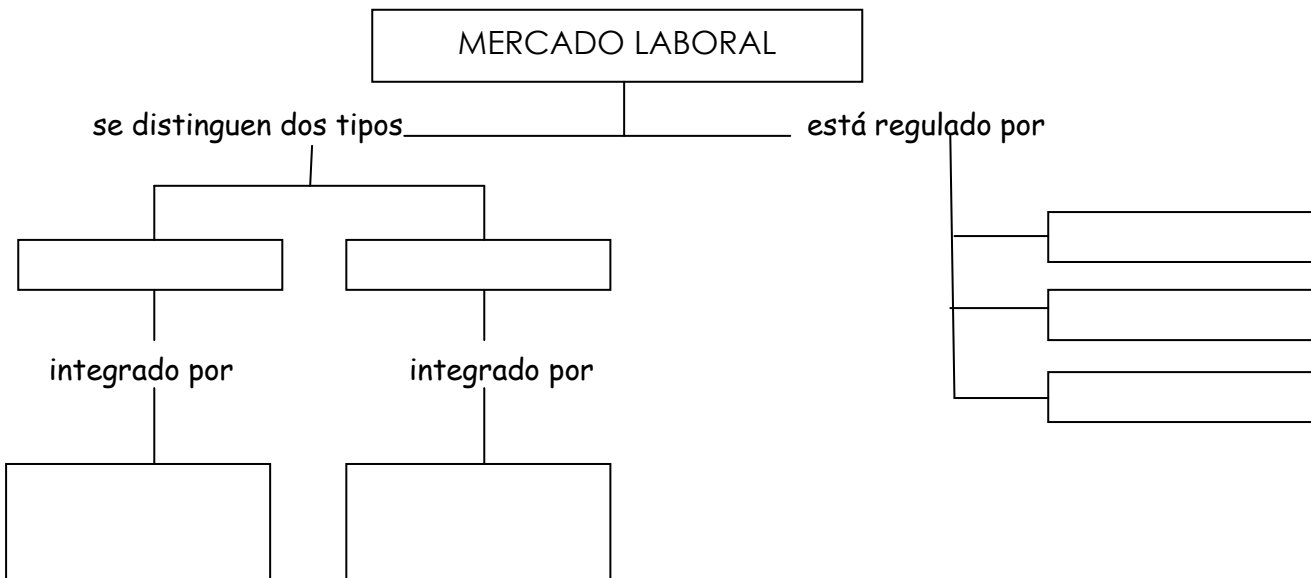 MERCADO LABORAL
se distinguen dos tipos
está regulado por
integrado por
integrado por